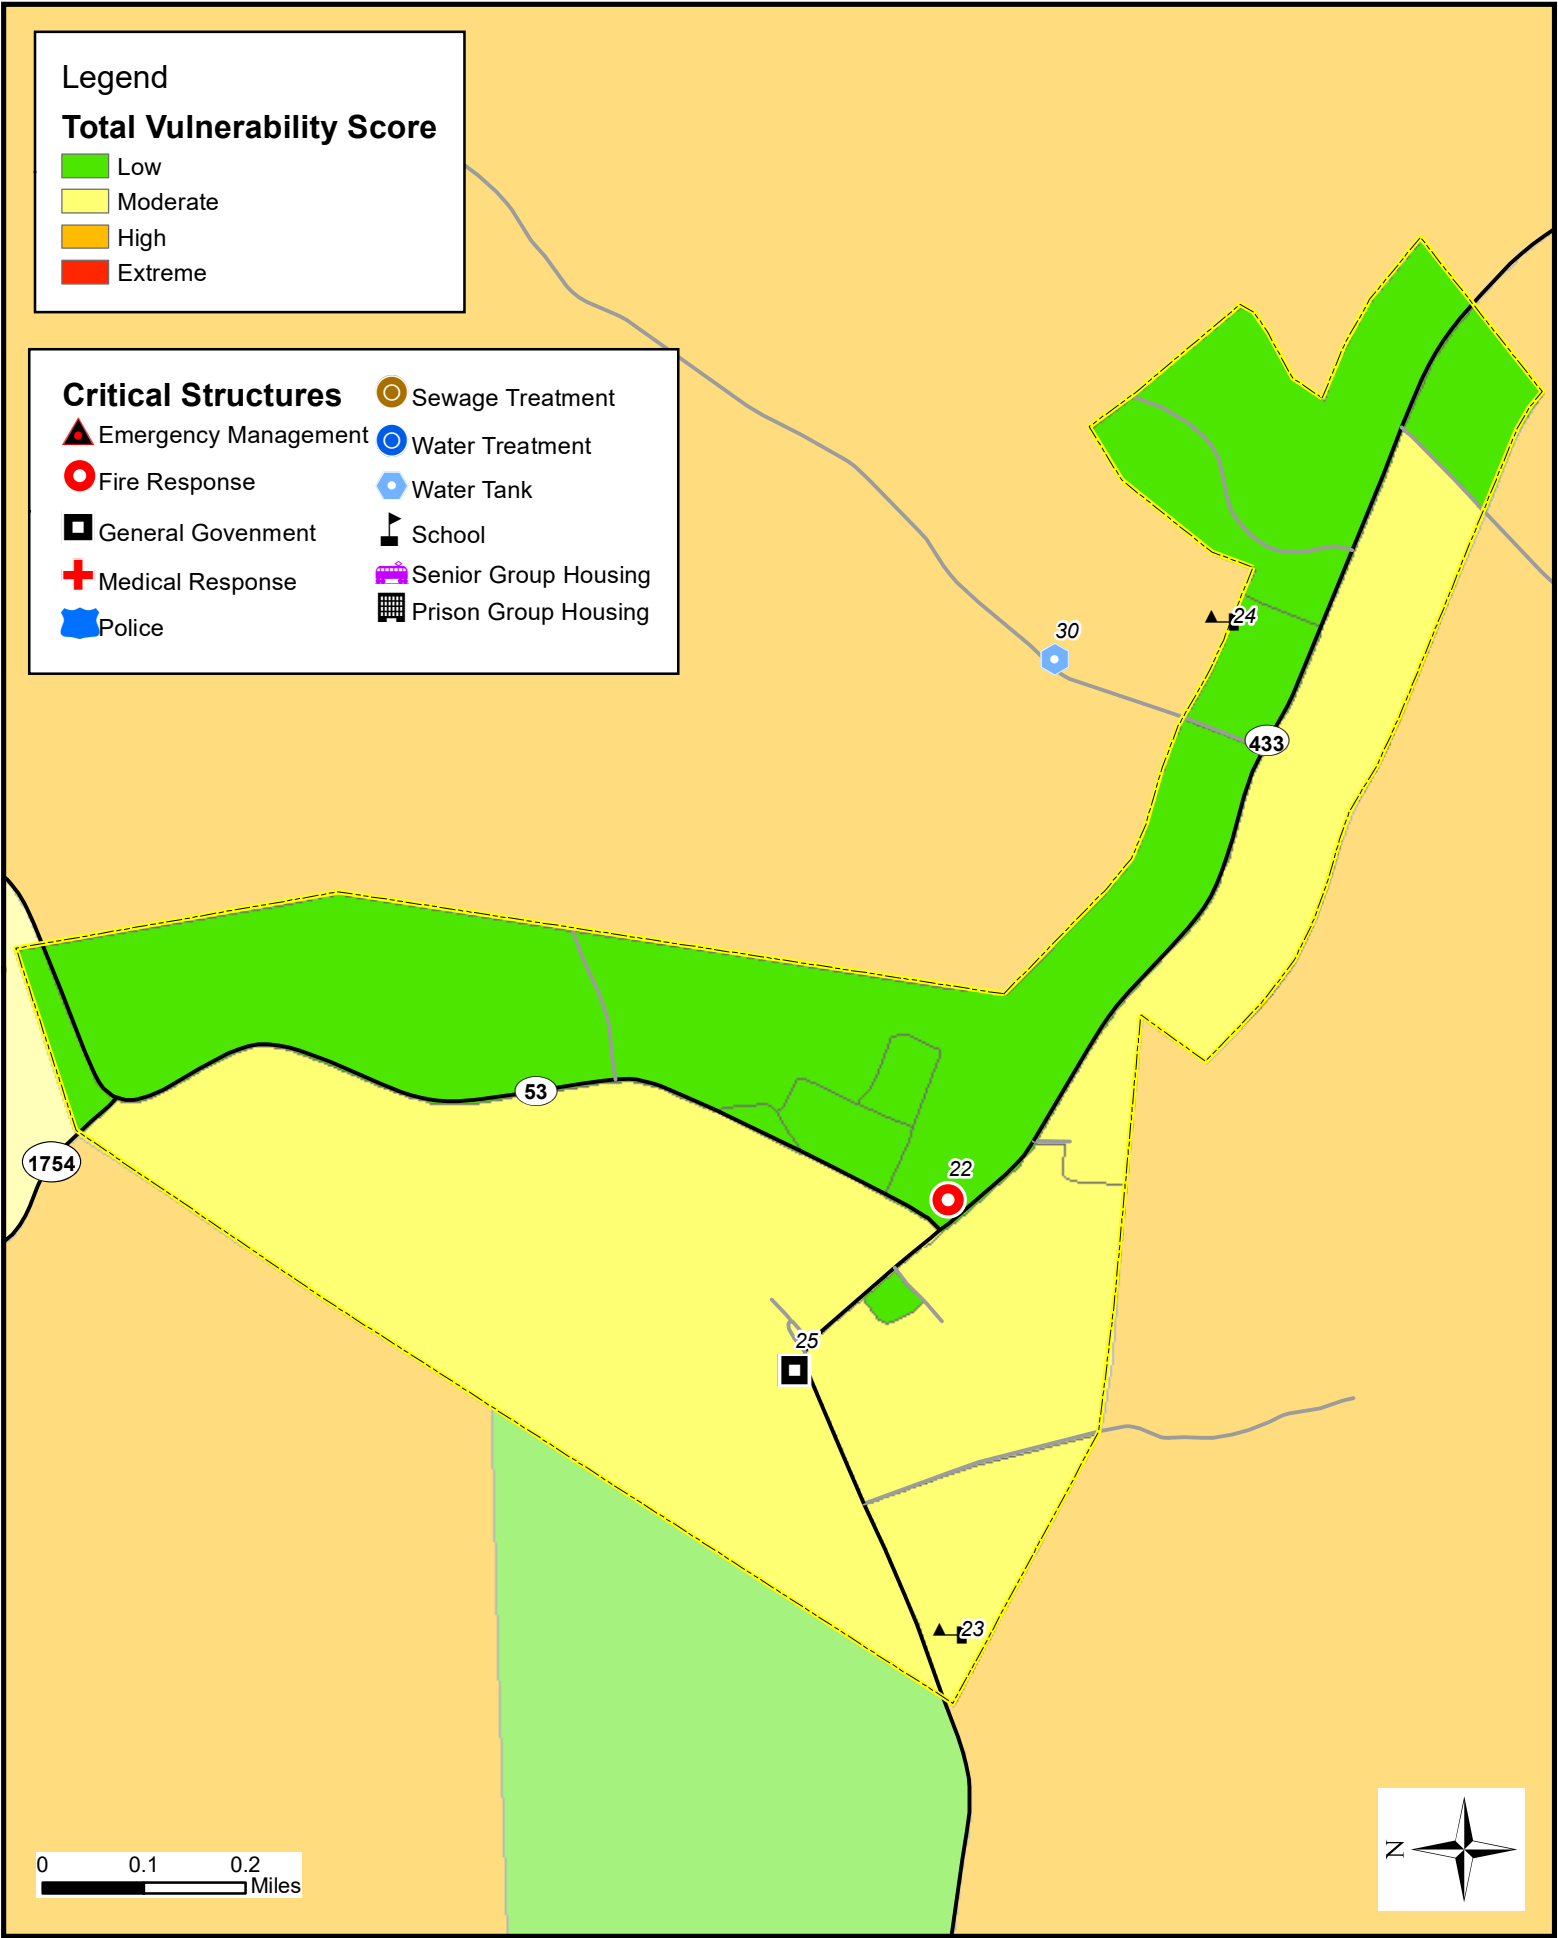 Legend
Total Vulnerability Score
Low
Moderate
High
Extreme
Critical Structures
Emergency Management
Fire Response
General Govenment
Medical Response
Police
Sewage Treatment
Water Treatment
Water Tank
School
Senior Group Housing
Prison Group Housing
24
30
433
53
1754
22
25
23
0 0.1 0.2
Miles
N